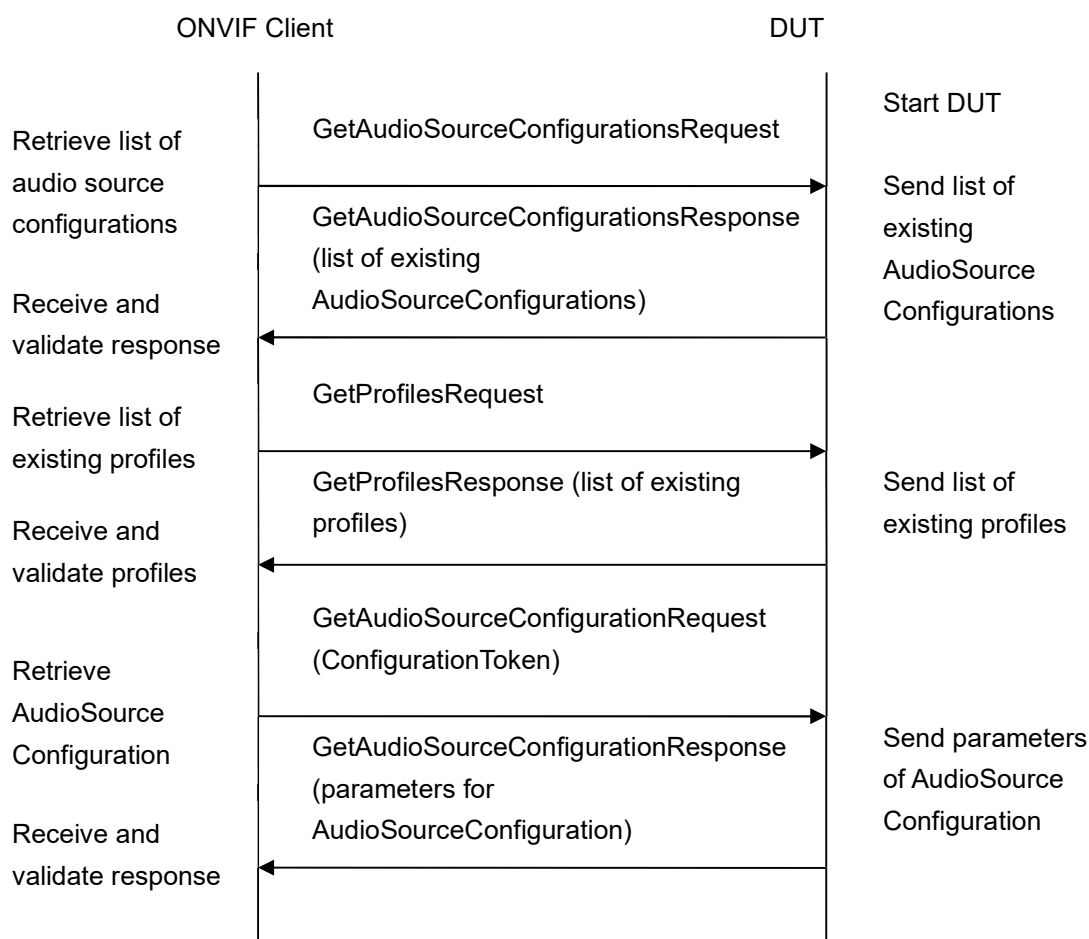 ONVIF Client
DUT
Start DUT
GetAudioSourceConfigurationsRequest
Retrieve list of
audio source
configurations
Send list of
existing
AudioSource
Configurations
GetAudioSourceConfigurationsResponse
(list of existing
AudioSourceConfigurations)
Receive and
validate response
GetProfilesRequest
Retrieve list of
existing profiles
GetProfilesResponse (list of existing
profiles)
Send list of
existing profiles
Receive and
validate profiles
GetAudioSourceConfigurationRequest
(ConfigurationToken)
Retrieve
AudioSource
Configuration
GetAudioSourceConfigurationResponse
(parameters for
AudioSourceConfiguration)
Send parameters
of AudioSource
Configuration
Receive and
validate response